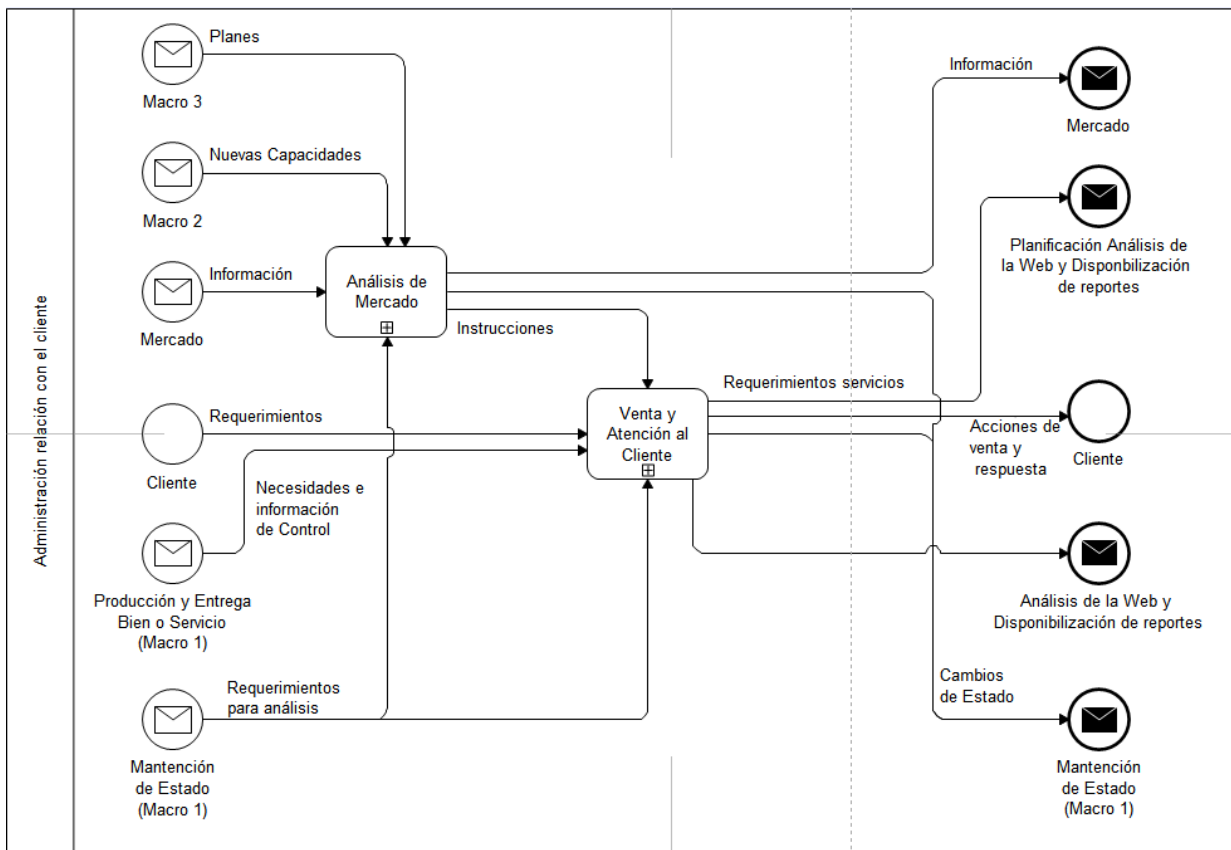 Administración relación con el cliente
Planes
Macro 3
Nuevas Capacidades
Macro 2
Información
Mercado
Análisis de
Mercado
Instrucciones
Requerimientos
Cliente
Necesidades e
información
de Control
Producción y Entrega
Bien o Servicio
(Macro 1)
Requerimientos
para análisis
Mantención
de Estado
(Macro 1)
Venta y
Atención al
Cliente
Requerimientos servicios
Información
Mercado
Planificación Análisis de
la Web y Disponbilización
de reportes
Acciones de
venta y
respuesta
Cliente
Análisis de la Web y
Disponibilización de reportes
Cambios
de Estado
Mantención
de Estado
(Macro 1)